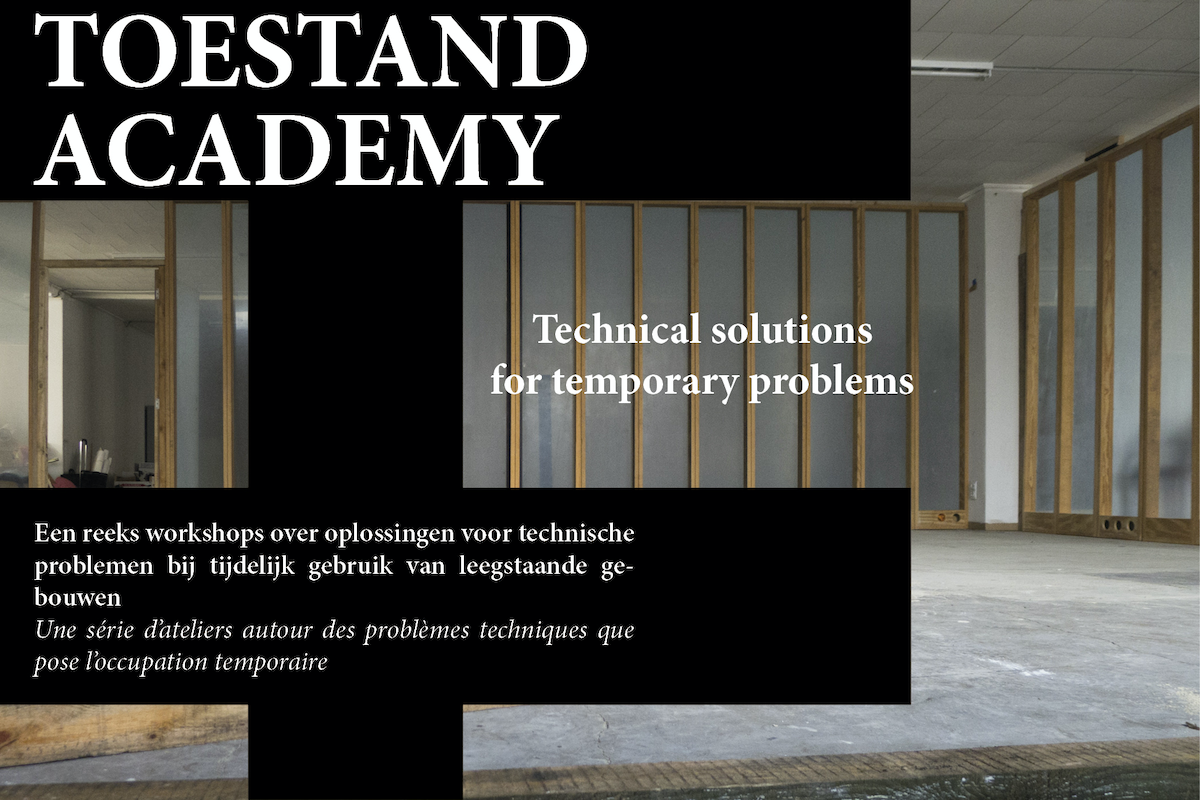 TOESTAND
ACADEMY
Technical solutions
for temporary problems
Een reeks workshops over oplossingen voor technische
problemen bij tijdelijk gebruik van leegstaande ge-
bouwen
Une série d'ateliers autour des problèmes techniques que
pose l'occupation temporaire